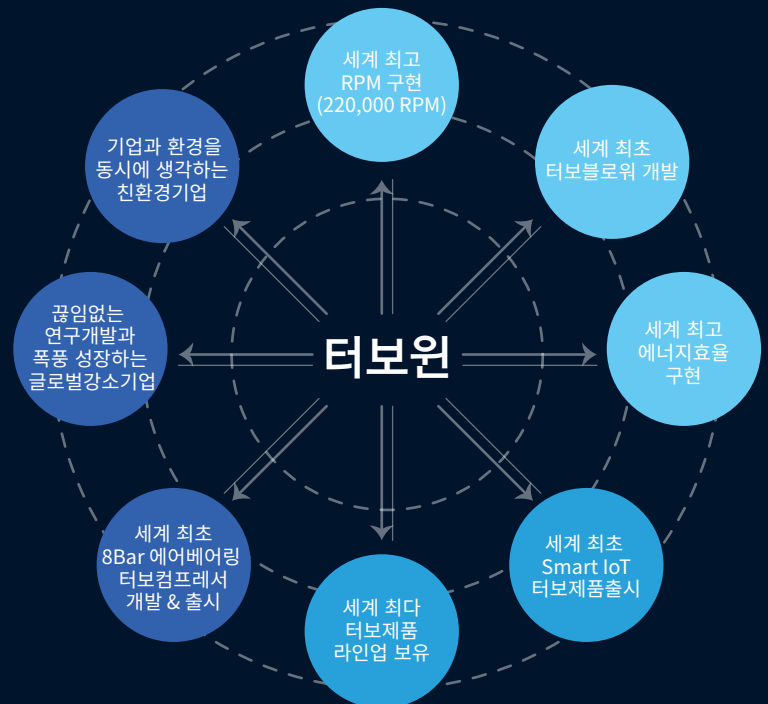 세계 최고
RPM 구현
(220,000 RPM)
세계 최초
터보블로워 개발
세계 최고
에너지효율
구현
세계 최초
Smart IoT
터보제품출시
세계 최다
터보제품
라인업 보유
세계 최초
8Bar 에어베어링
터보컴프레서
개발 & 출시
끊임없는
연구개발과
폭풍 성장하는
글로벌강소기업
기업과 환경을
동시에 생각하는
친환경기업
터보윈